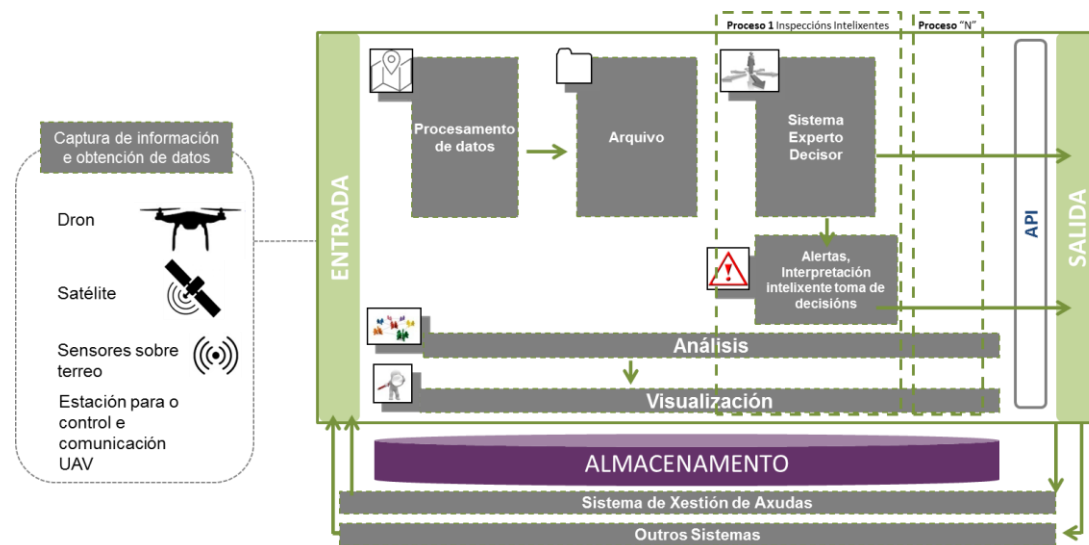 Proceso 1 Inspeccións Intelixentes
Proceso "N"
Captura de información
e obtención de datos
Dron
Satélite
Sensores sobre
terreo
Estación para o
control e
comunicación
UAV
ENTRADA
Procesamento
de datos
Arquivo
Sistema
Experto
Decisor
Alertas,
Interpretación
intelixente toma de
decisións
Análisis
Visualización
API
SALIDA
ALMACENAMENTO
Sistema de Xestión de Axudas
Outros Sistemas